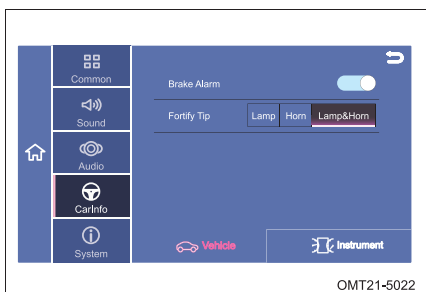 Common
Sound
Audio
CarInfo
System
Brake Alarm
Fortify Tip Lamp Horn Lamp&Horn
Vehicle Instrument
OMT21-5022